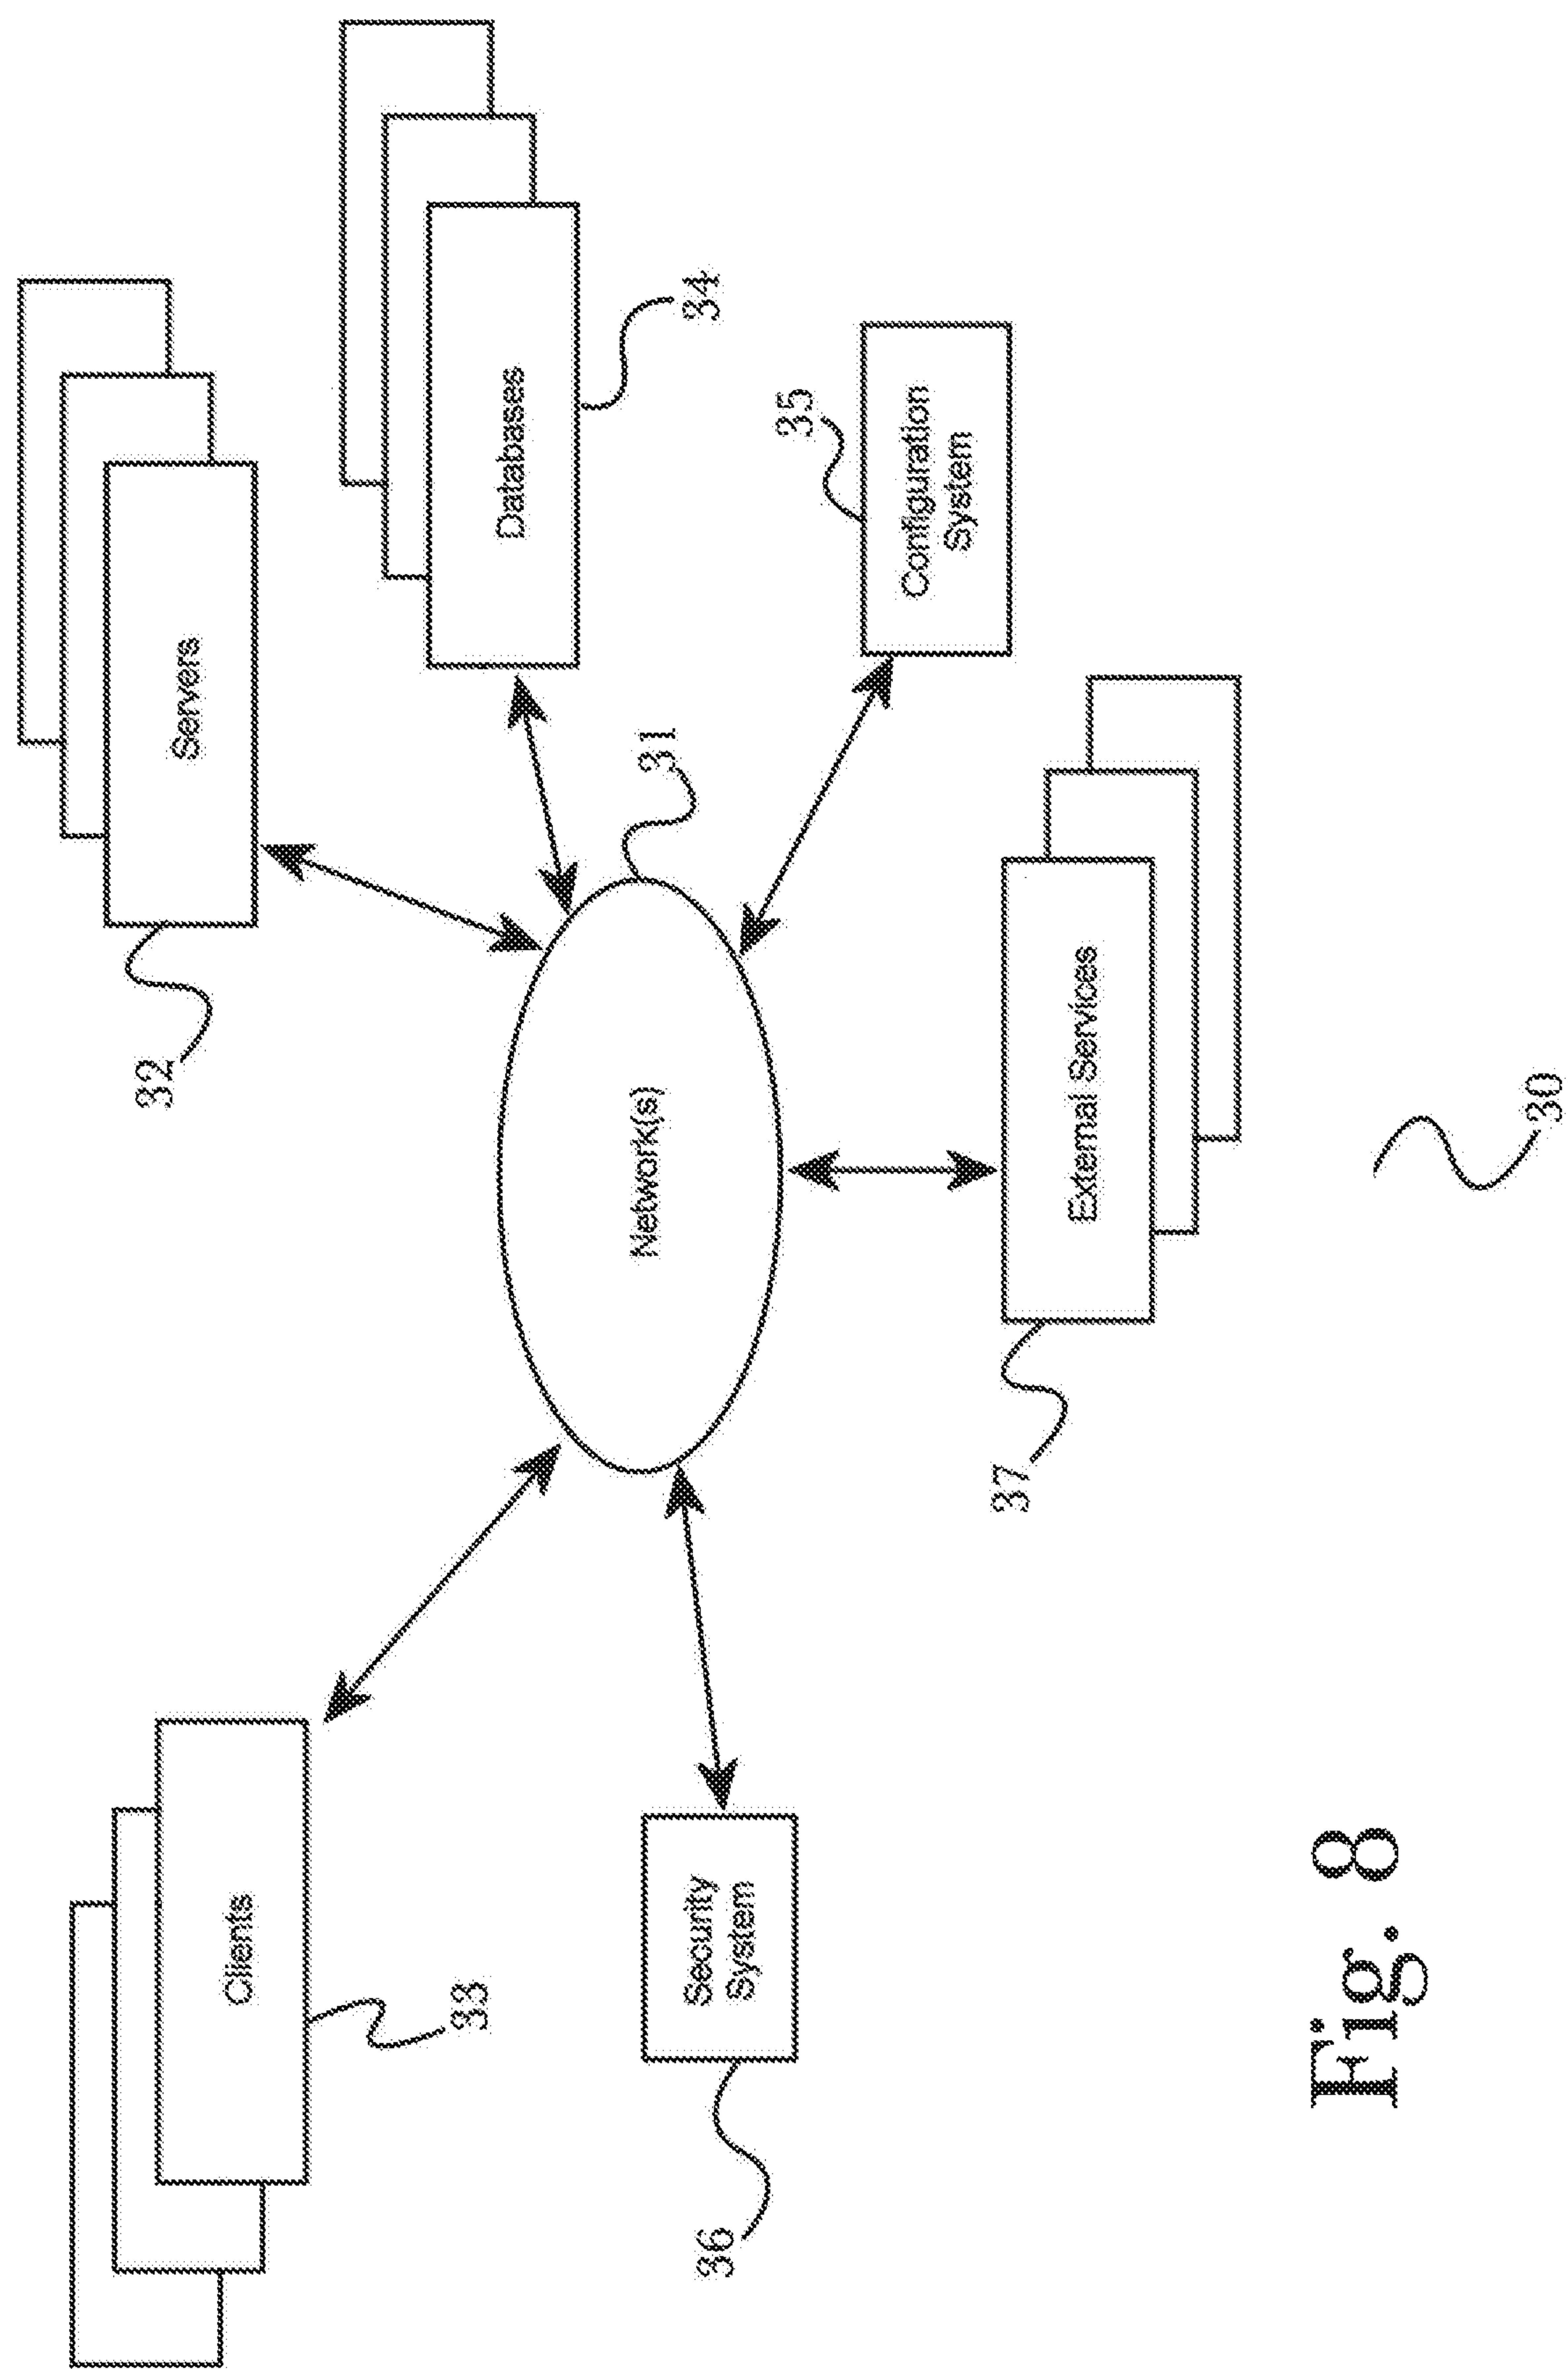 32
Servers
Clients
33
Databases
34
Network(s)
31
36
Security
System
35
Configuration
System
37
External Services
30
Fig. 8